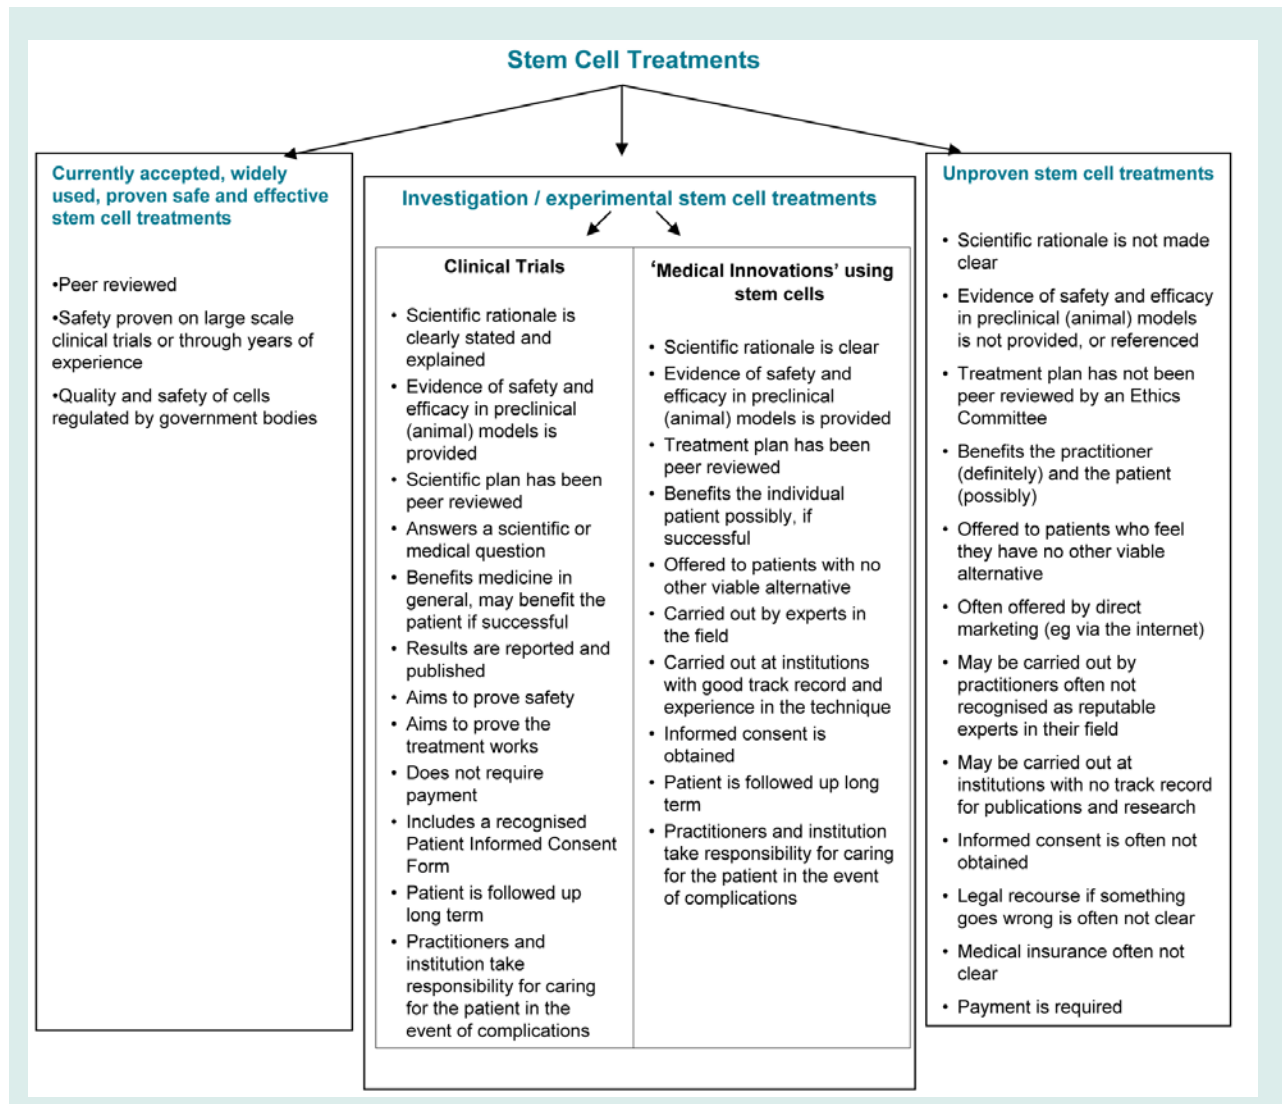 Stem Cell Treatments
Currently accepted, widely
used, proven safe and effective
stem cell treatments
•Peer reviewed
•Safety proven on large scale
clinical trials or through years of
experience
•Quality and safety of cells
regulated by government bodies
Investigation / experimental stem cell treatments
Clinical Trials
• Scientific rationale is
clearly stated and
explained
• Evidence of safety and
efficacy in preclinical
(animal) models is
provided
• Scientific plan has been
peer reviewed
• Answers a scientific or
medical question
• Benefits medicine in
general, may benefit the
patient if successful
• Results are reported and
published
• Aims to prove safety
• Aims to prove the
treatment works
• Does not require
payment
• Includes a recognised
Patient Informed Consent
Form
• Patient is followed up
long term
• Practitioners and
institution take
responsibility for caring
for the patient in the
event of complications
‘Medical Innovations’ using
stem cells
• Scientific rationale is clear
• Evidence of safety and
efficacy in preclinical
(animal) models is provided
• Treatment plan has been
peer reviewed
• Benefits the individual
patient possibly, if
successful
• Offered to patients with no
other viable alternative
• Carried out by experts in
the field
• Carried out at institutions
with good track record and
experience in the technique
• Informed consent is
obtained
• Patient is followed up long
term
• Practitioners and institution
take responsibility for caring
for the patient in the event
of complications
Unproven stem cell treatments
• Scientific rationale is not made
clear
• Evidence of safety and efficacy
in preclinical (animal) models
is not provided, or referenced
• Treatment plan has not been
peer reviewed by an Ethics
Committee
• Benefits the practitioner
(definitely) and the patient
(possibly)
• Offered to patients who feel
they have no other viable
alternative
• Often offered by direct
marketing (eg via the internet)
• May be carried out by
practitioners often not
recognised as reputable
experts in their field
• May be carried out at
institutions with no track record
for publications and research
• Informed consent is often not
obtained
• Legal recourse if something
goes wrong is often not clear
• Medical insurance often not
clear
• Payment is required